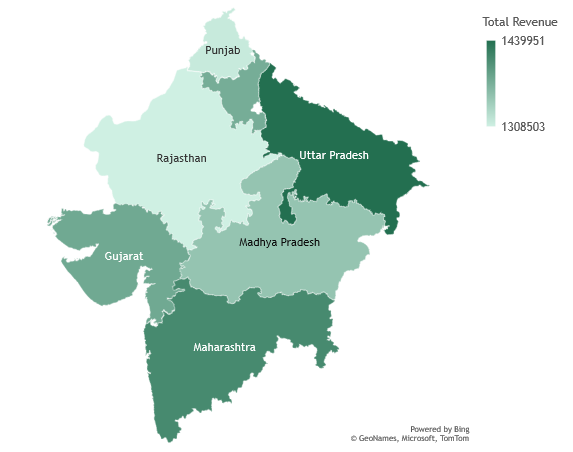 Total Revenue
1439951
1308503
Punjab
Rajasthan
Uttar Pradesh
Madhya Pradesh
Gujarat
Maharashtra
Powered by Bing
© GeoNames, Microsoft, TomTom